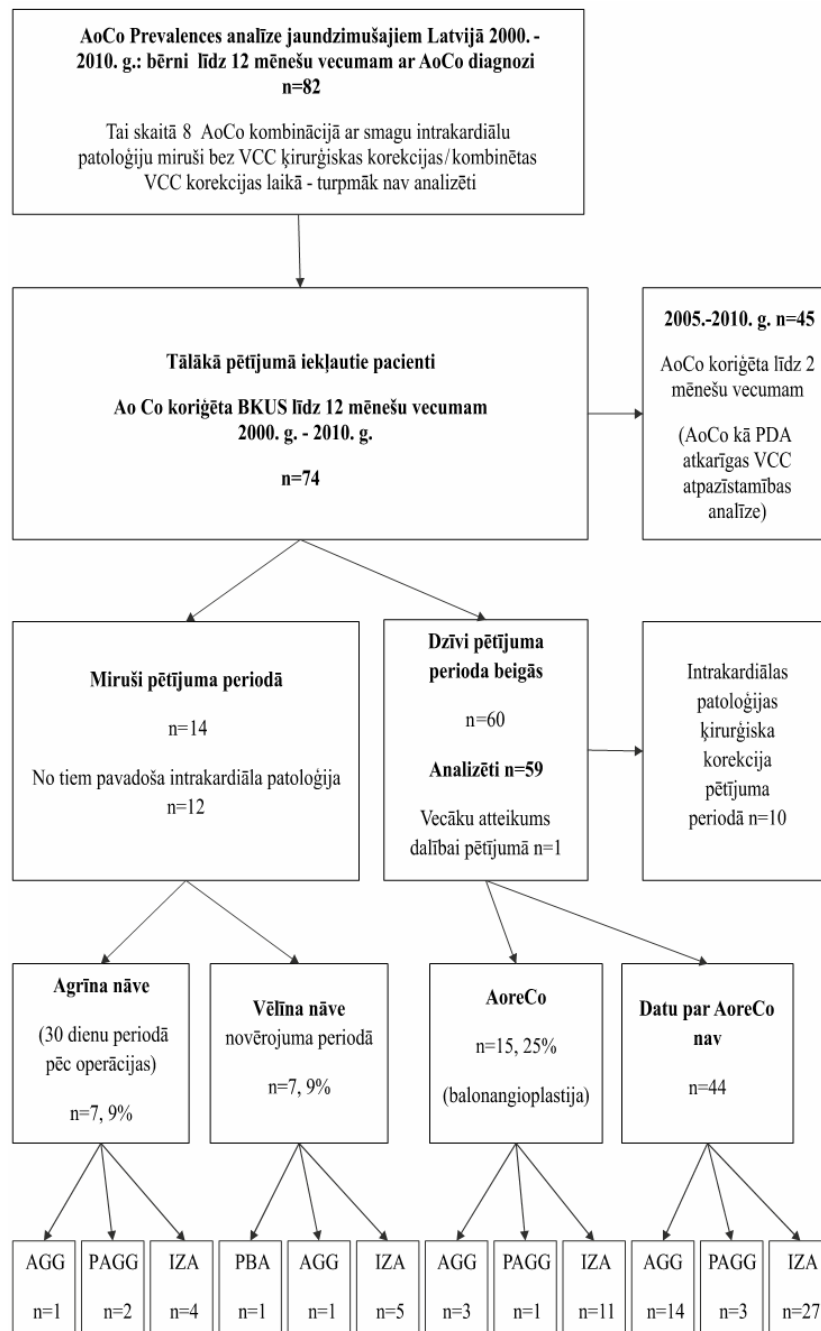 AoCo Prevalences analīze jaundzimušajiem Latvijā 2000. -
2010. g.: bērni līdz 12 mēnešu vecumam ar AoCo diagnozi
n=82
Tai skaitā 8 AoCo kombinācijā ar smagu intrakardiālu
patoloģiju miruši bez VCC ķirurģiskas korekcijas/kombinētas
VCC korekcijas laikā - turpmāk nav analizēti
Tālākā pētījumā iekļautie pacienti
Ao Co koriģēta BKUS līdz 12 mēnešu vecumam
2000. g. - 2010. g.
n=74
2005.-2010. g. n=45
AoCo koriģēta līdz 2
mēnešu vecumam
(AoCo kā PDA
atkarīgas VCC
atpazīstamības
analīze)
Miruši pētījuma periodā
n=14
No tiem pavadoša intrakardiāla patoloģija
n=12
Dzīvi pētījuma
perioda beigās
n=60
Analizēti n=59
Vecāku atteikums
dalībai pētījumā n=1
Intrakardiālas
patoloģijas
ķirurģiska
korekcija
pētījuma
periodā n=10
Agrīna nāve
(30 dienu periodā
pēc operācijas)
n=7, 9%
Vēlīna nāve
novērojuma periodā
n=7, 9%
AoreCo
n=15, 25%
(balonangioplastija)
Datu par AoreCo
nav
n=44
AGG
n=1
PAGG
n=2
IZA
n=4
PBA
n=1
AGG
n=1
IZA
n=5
AGG
n=3
PAGG
n=1
IZA
n=11
AGG
n=14
PAGG
n=3
IZA
n=27